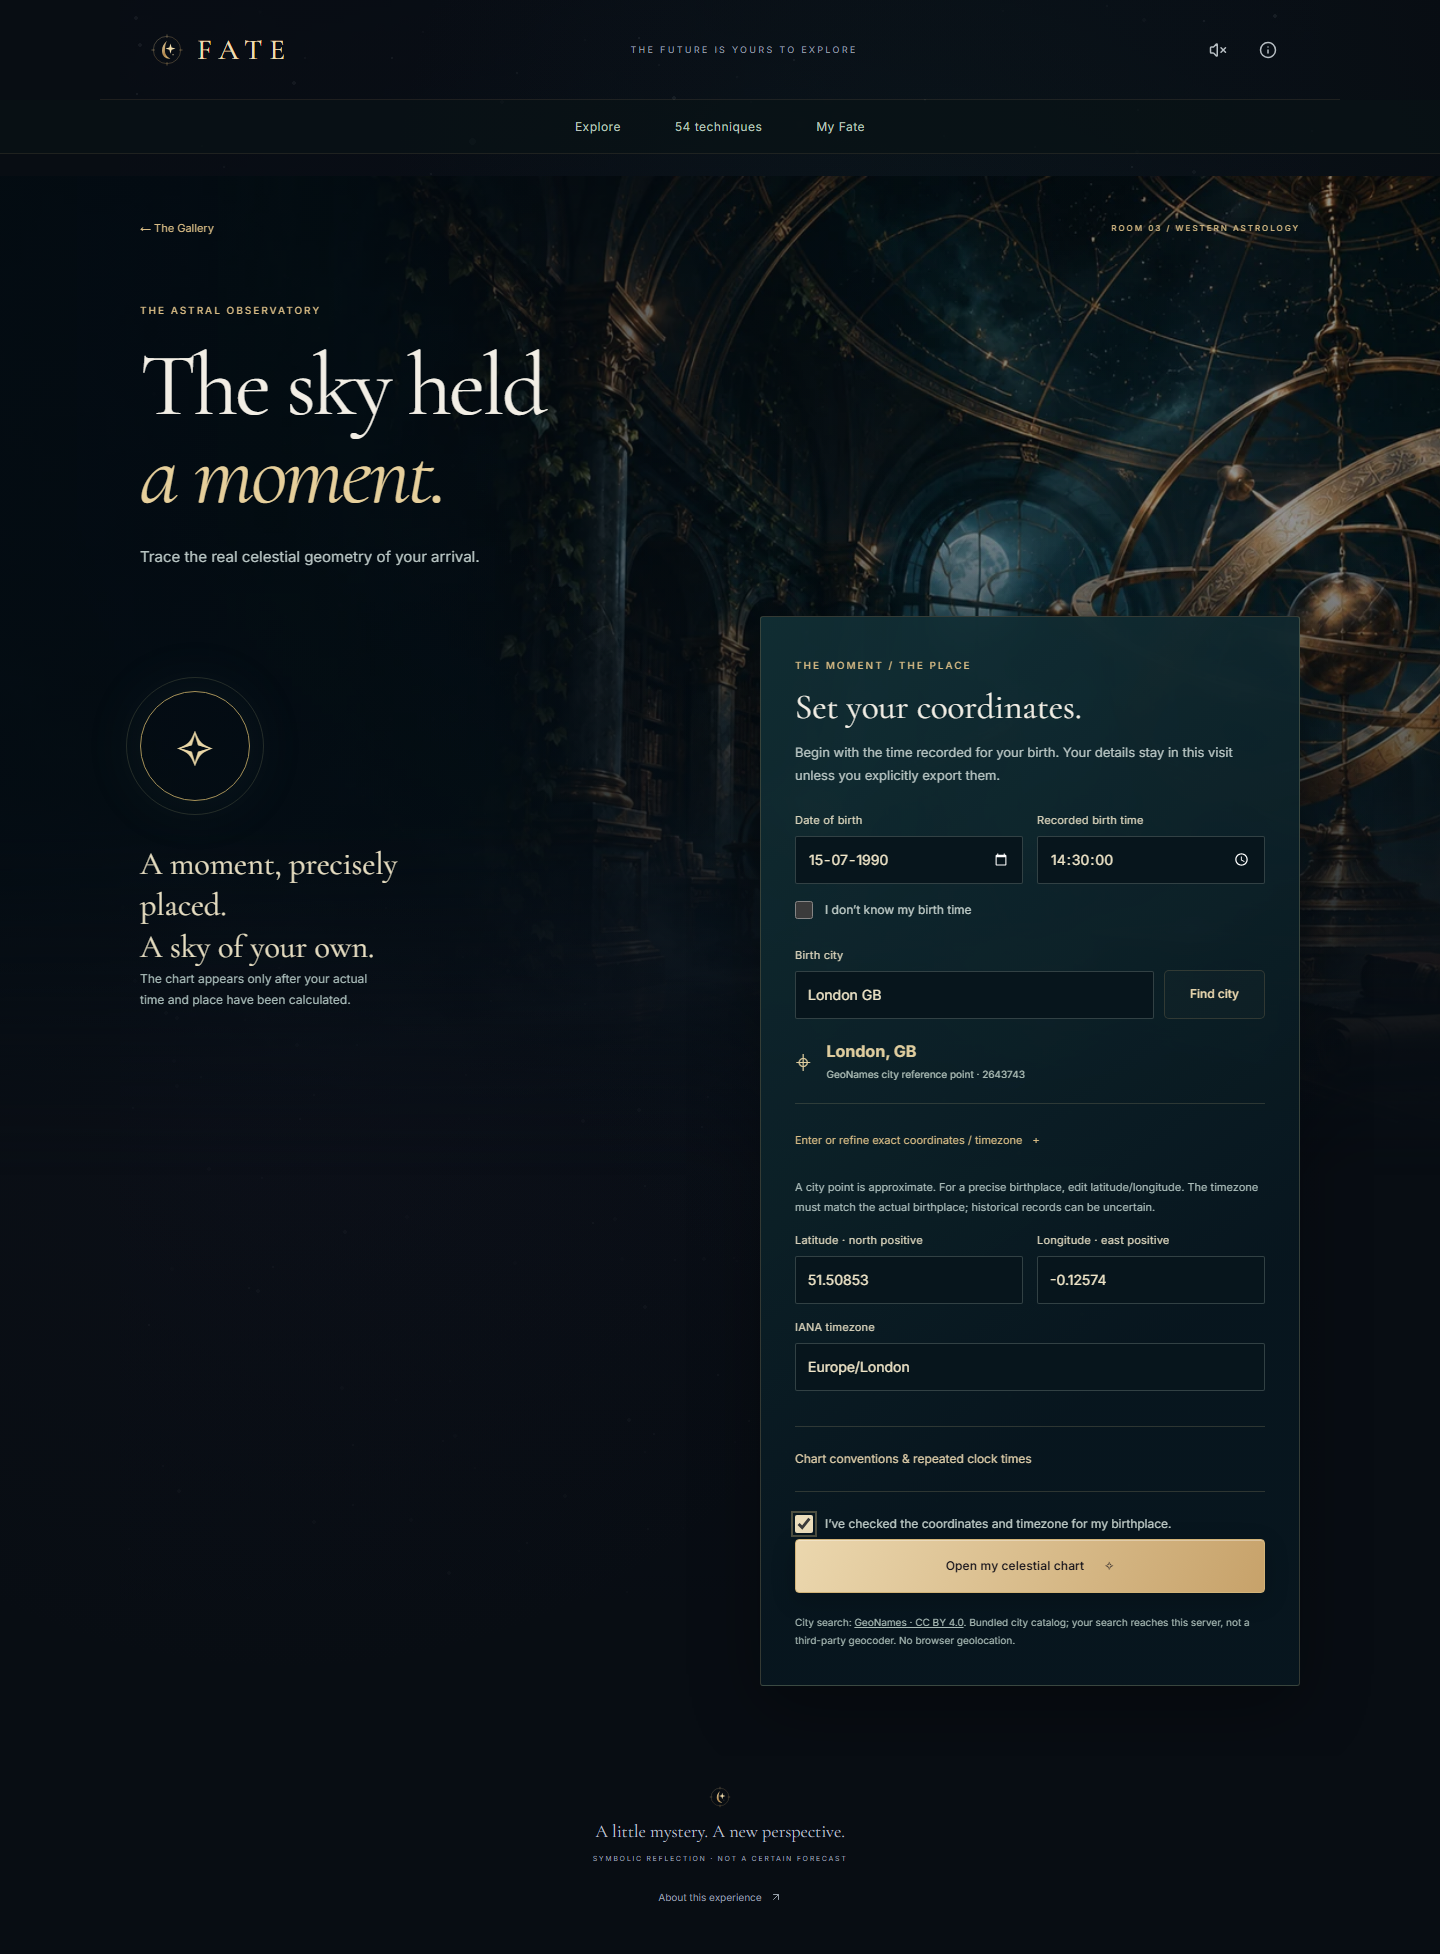 FATE
THE FUTURE IS YOURS TO EXPLORE
Explore
54 techniques
My Fate
← The Gallery
ROOM 03 / WESTERN ASTROLOGY
THE ASTRAL OBSERVATORY
The sky held
a moment.
Trace the real celestial geometry of your arrival.
A moment, precisely
placed.
A sky of your own.
The chart appears only after your actual
time and place have been calculated.
THE MOMENT / THE PLACE
Set your coordinates.
Begin with the time recorded for your birth. Your details stay in this visit
unless you explicitly export them.
Date of birth
Recorded birth time
15-07-1990
14:30:00
I don't know my birth time
Birth city
London GB
Find city
London, GB
GeoNames city reference point · 2643743
Enter or refine exact coordinates / timezone +
A city point is approximate. For a precise birthplace, edit latitude/longitude. The timezone
must match the actual birthplace; historical records can be uncertain.
Latitude · north positive
Longitude · east positive
51.50853
-0.12574
IANA timezone
Europe/London
Chart conventions & repeated clock times
I've checked the coordinates and timezone for my birthplace.
Open my celestial chart ✧
City search: GeoNames · CC BY 4.0. Bundled city catalog; your search reaches this server, not a
third-party geocoder. No browser geolocation.
A little mystery. A new perspective.
SYMBOLIC REFLECTION · NOT A CERTAIN FORECAST
About this experience ↗